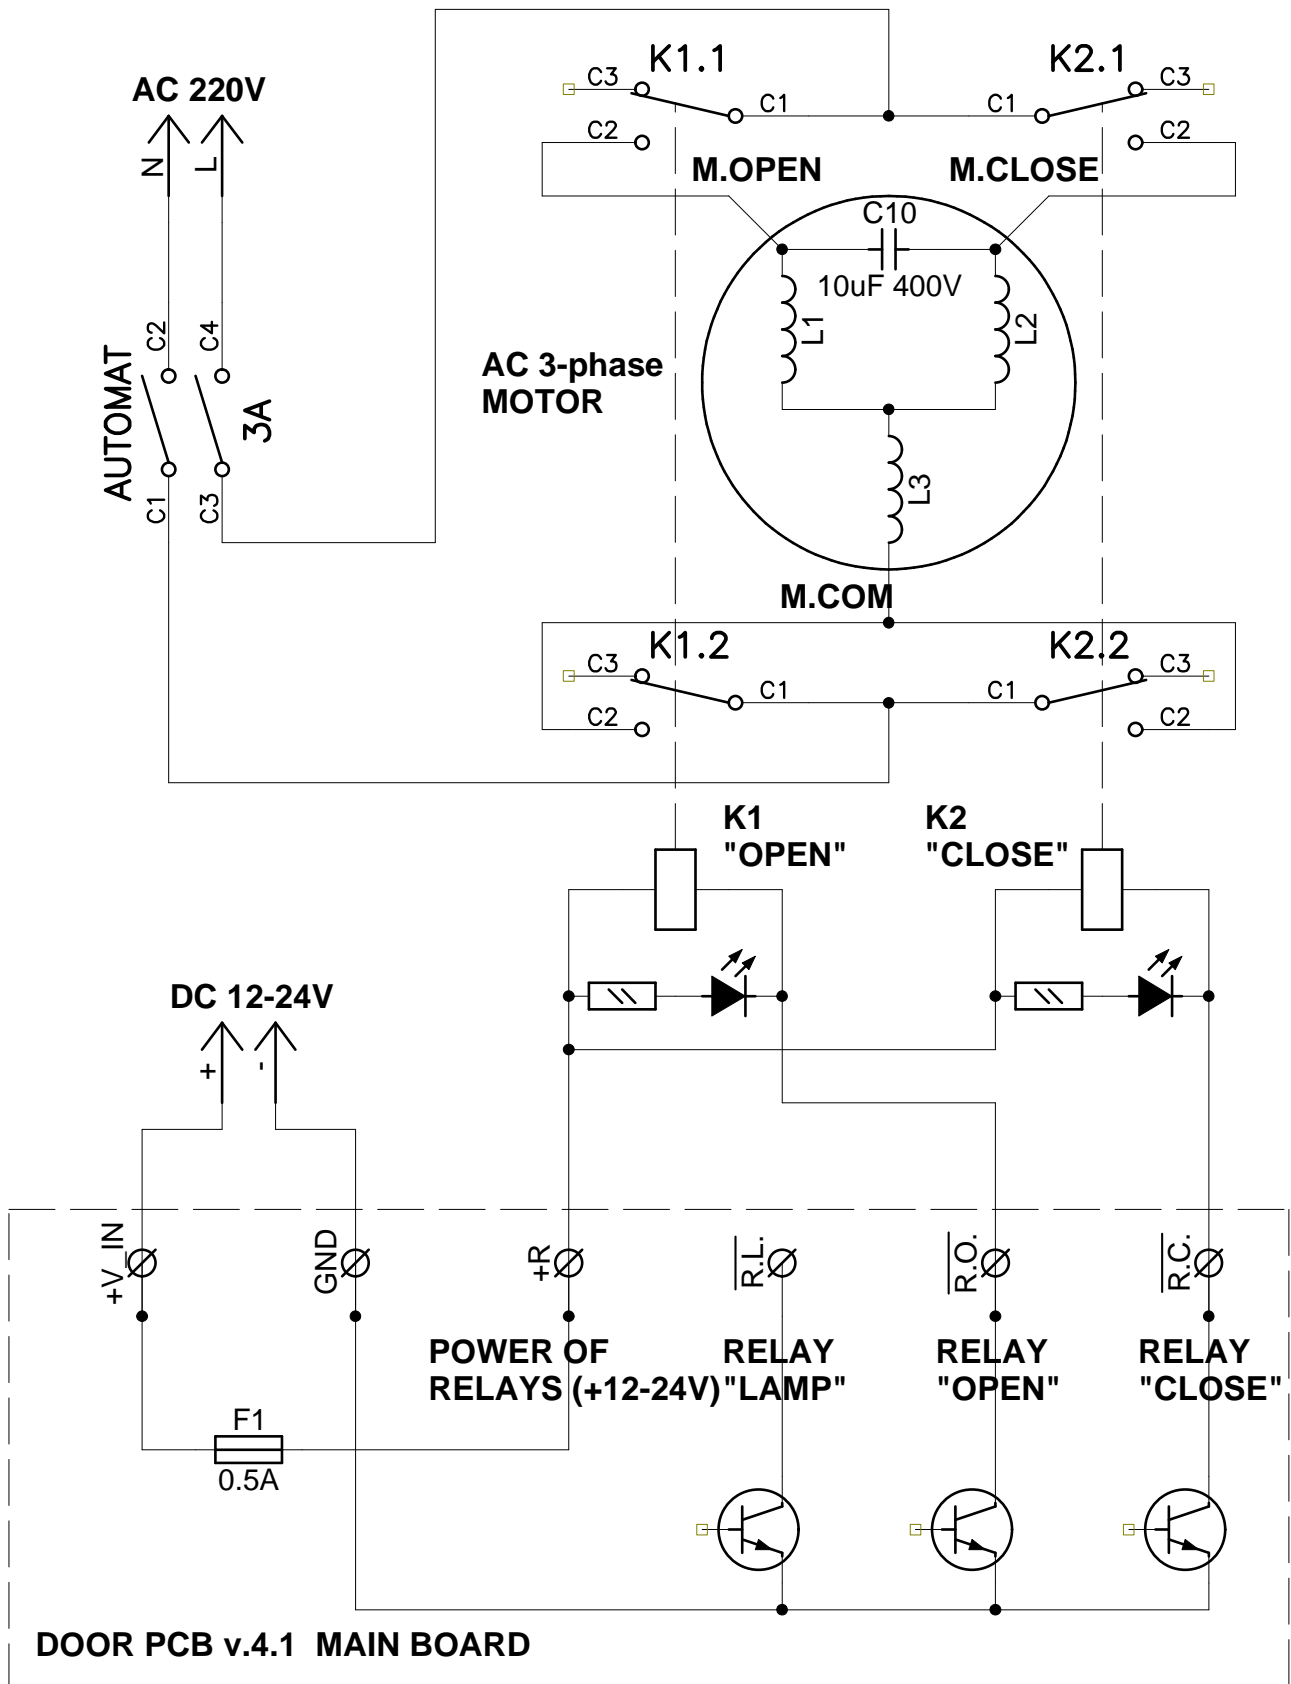 K1.1
K2.1
C3
C1
C1
C3
C2
C2
AC 220V
N
L
M.OPEN
M.CLOSE
C10
10uF 400V
L1
L2
L3
AC 3-phase
MOTOR
C2
C4
AUTOMAT
3A
C1
C3
M.COM
K1.2
K2.2
C3
C1
C1
C3
C2
C2
K1
"OPEN"
K2
"CLOSE"
DC 12-24V
+
-
+V_IN
GND
+R
R.L.
R.O.
R.C.
POWER OF
RELAYS (+12-24V)
RELAY
"LAMP"
RELAY
"OPEN"
RELAY
"CLOSE"
F1
0.5A
DOOR PCB v.4.1 MAIN BOARD